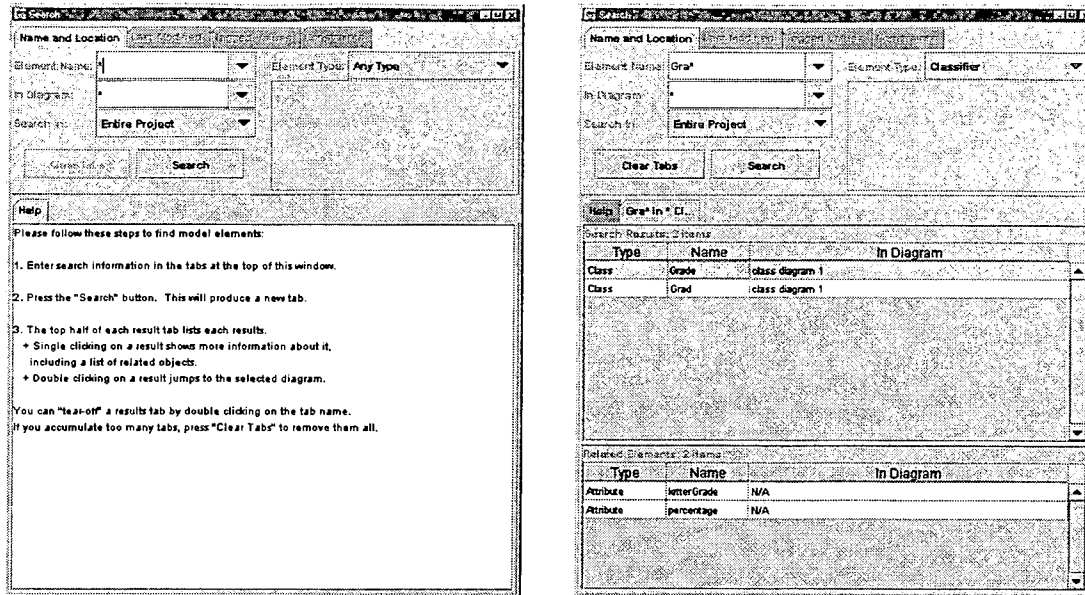 Search
Name and Location
Element Name: *
Element Type: Any Type
In Diagram: *
Search In: Entire Project
Clear Tabs
Search
Help
Please follow these steps to find model elements:
1. Enter search information in the tabs at the top of this window.
2. Press the "Search" button. This will produce a new tab.
3. The top half of each result tab lists each results.
+ Single clicking on a result shows more information about it,
including a list of related objects.
+ Double clicking on a result jumps to the selected diagram.
You can "tear-off" a results tab by double clicking on the tab name.
If you accumulate too many tabs, press "Clear Tabs" to remove them all.
Search
Name and Location
Element Name: Gra*
Element Type: Classifier
In Diagram: *
Search In: Entire Project
Clear Tabs
Search
Help
Gra* in * Cl...
Search Results: 2 items
Type Name In Diagram
Class Grade class diagram 1
Class Grad class diagram 1
Related Elements: 2 items
Type Name In Diagram
Attribute letterGrade N/A
Attribute percentage N/A